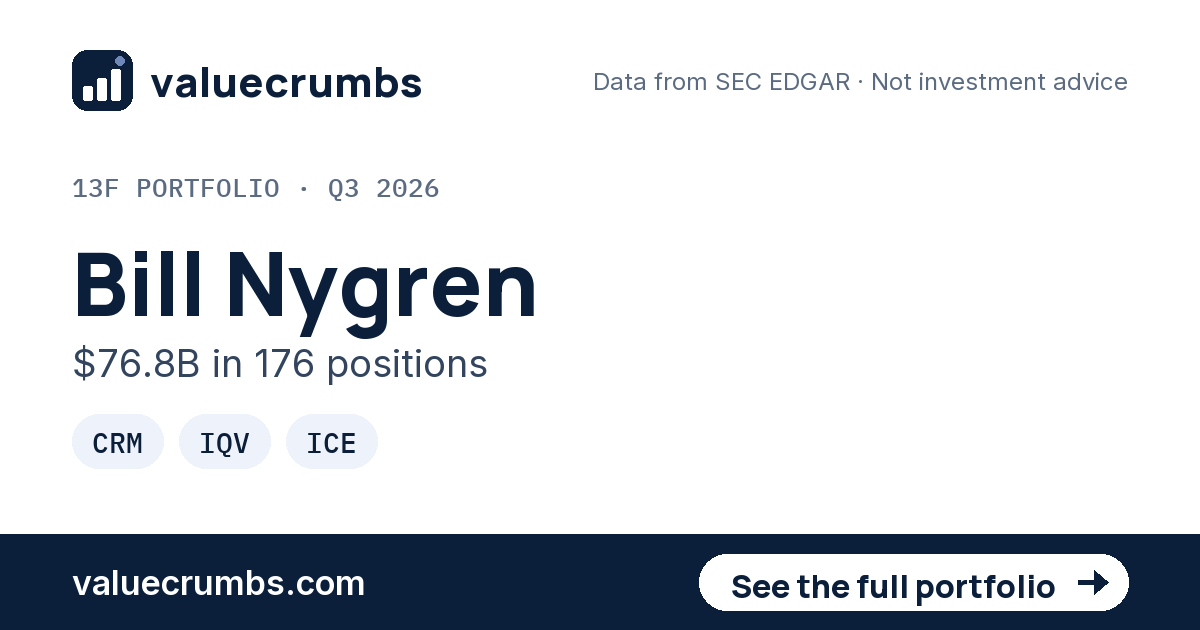 valuecrumbs
Data from SEC EDGAR · Not investment advice
13F PORTFOLIO · Q3 2026
Bill Nygren
$76.8B in 176 positions
CRM IQV ICE
valuecrumbs.com
See the full portfolio →